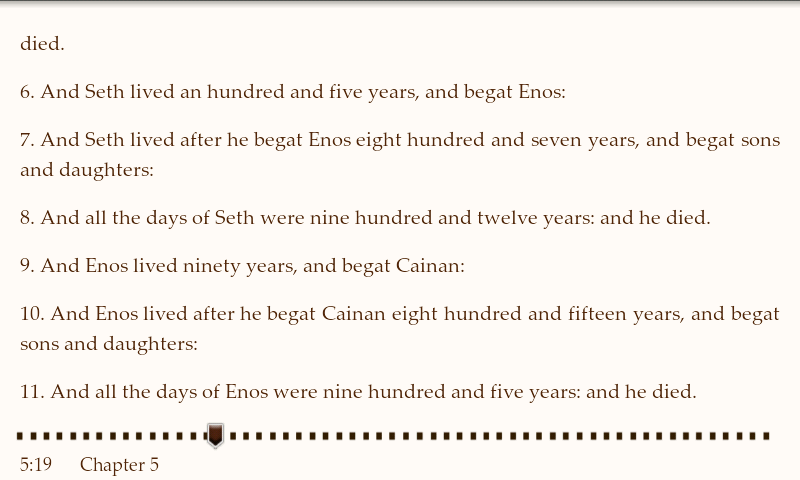 died.
6. And Seth lived an hundred and five years, and begat Enos:
7. And Seth lived after he begat Enos eight hundred and seven years, and begat sons
and daughters:
8. And all the days of Seth were nine hundred and twelve years: and he died.
9. And Enos lived ninety years, and begat Cainan:
10. And Enos lived after he begat Cainan eight hundred and fifteen years, and begat
sons and daughters:
11. And all the days of Enos were nine hundred and five years: and he died.
5:19 Chapter 5